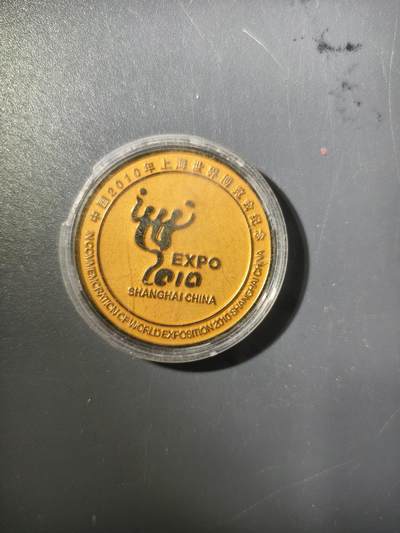 中国2010年上海世界博览会纪念
EXPO
2010
SHANGHAI CHINA
IN COMMEMORATION OF WORLD EXPOSITION 2010 SHANGHAI CHINA